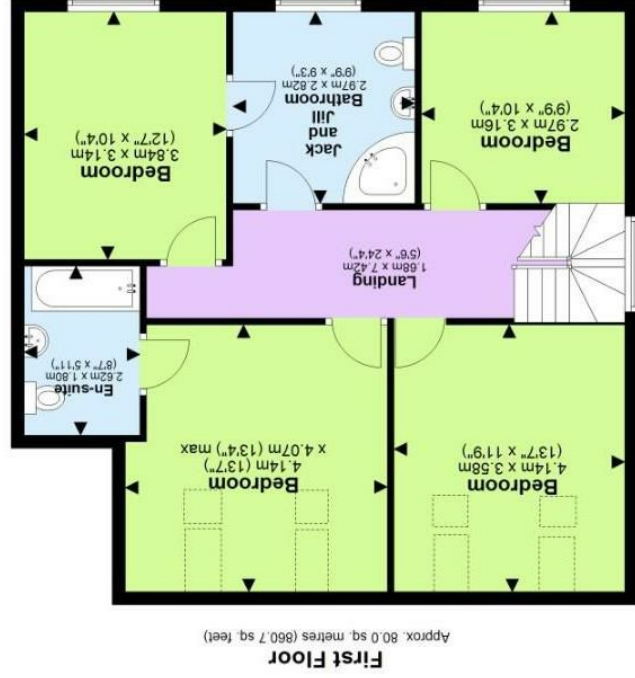 First Floor
Approx. 80.0 sq. metres (860.7 sq. feet)
Bedroom
4.14m x 3.58m
(13'7" x 11'9")
Bedroom
4.14m (13'7")
x 4.07m (13'4") max
En-suite
2.62m x 1.80m
(8'7" x 5'11")
Landing
1.68m x 7.42m
(5'6" x 24'4")
Bedroom
2.97m x 3.16m
(9'9" x 10'4")
Jack
and
Jill
Bathroom
2.97m x 2.82m
(9'9" x 9'3")
Bedroom
3.84m x 3.14m
(12'7" x 10'4")